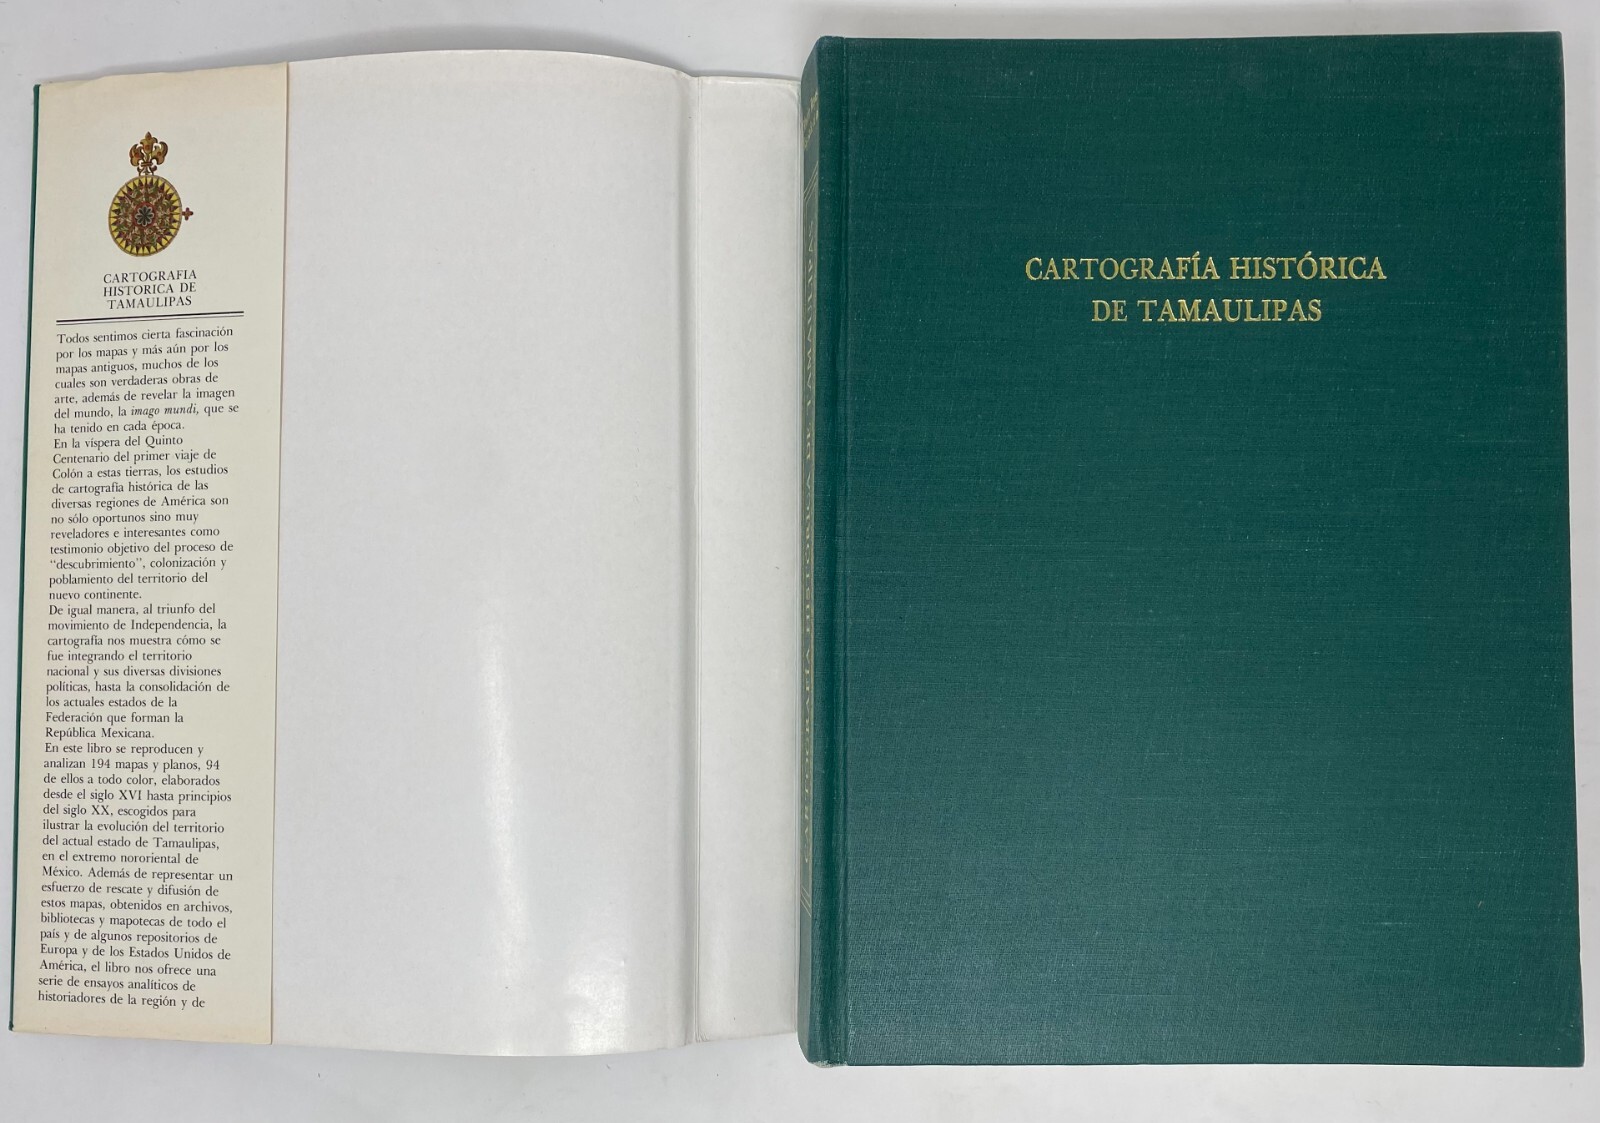 CARTOGRAFIA
HISTORICA DE
TAMAULIPAS
Todos sentimos cierta fascinación
por los mapas y más aún por los
mapas antiguos, muchos de los
cuales son verdaderas obras de
arte, además de revelar la imagen
del mundo, la imago mundi, que se
ha tenido en cada época.
En la víspera del Quinto
Centenario del primer viaje de
Colón a estas tierras, los estudios
de cartografía histórica de las
diversas regiones de América son
no sólo oportunos sino muy
reveladores e interesantes como
testimonio objetivo del proceso de
"descubrimiento", colonización y
poblamiento del territorio del
nuevo continente.
De igual manera, al triunfo del
movimiento de Independencia, la
cartografía nos muestra cómo se
fue integrando el territorio
nacional y sus diversas divisiones
políticas, hasta la consolidación de
los actuales estados de la
Federación que forman la
República Mexicana.
En este libro se reproducen y
analizan 194 mapas y planos, 94
de ellos a todo color, elaborados
desde el siglo XVI hasta principios
del siglo XX, escogidos para
ilustrar la evolución del territorio
del actual estado de Tamaulipas,
en el extremo nororiental de
México. Además de representar un
esfuerzo de rescate y difusión de
estos mapas, obtenidos en archivos,
bibliotecas y mapotecas de todo el
país y de algunos repositorios de
Europa y de los Estados Unidos de
América, el libro nos ofrece una
serie de ensayos analíticos de
historiadores de la región y de
CARTOGRAFÍA HISTÓRICA DE TAMAULIPAS
CARTOGRAFÍA HISTÓRICA
DE TAMAULIPAS